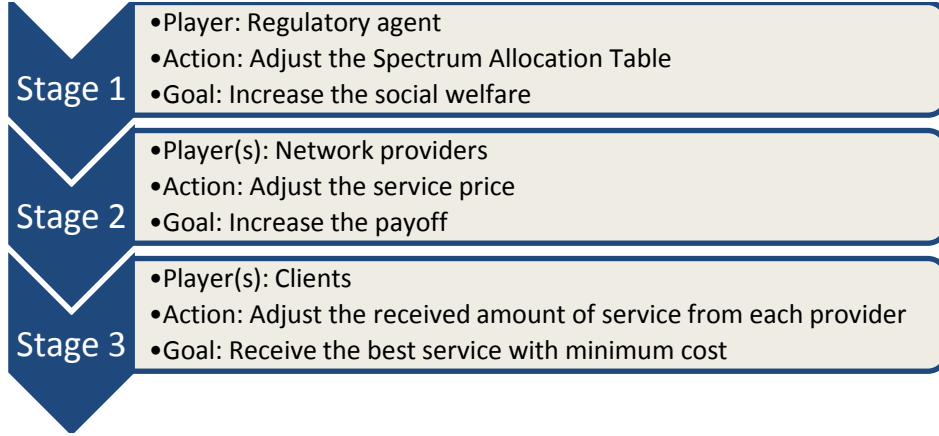 Stage 1
•Player: Regulatory agent
•Action: Adjust the Spectrum Allocation Table
•Goal: Increase the social welfare
Stage 2
•Player(s): Network providers
•Action: Adjust the service price
•Goal: Increase the payoff
Stage 3
•Player(s): Clients
•Action: Adjust the received amount of service from each provider
•Goal: Receive the best service with minimum cost